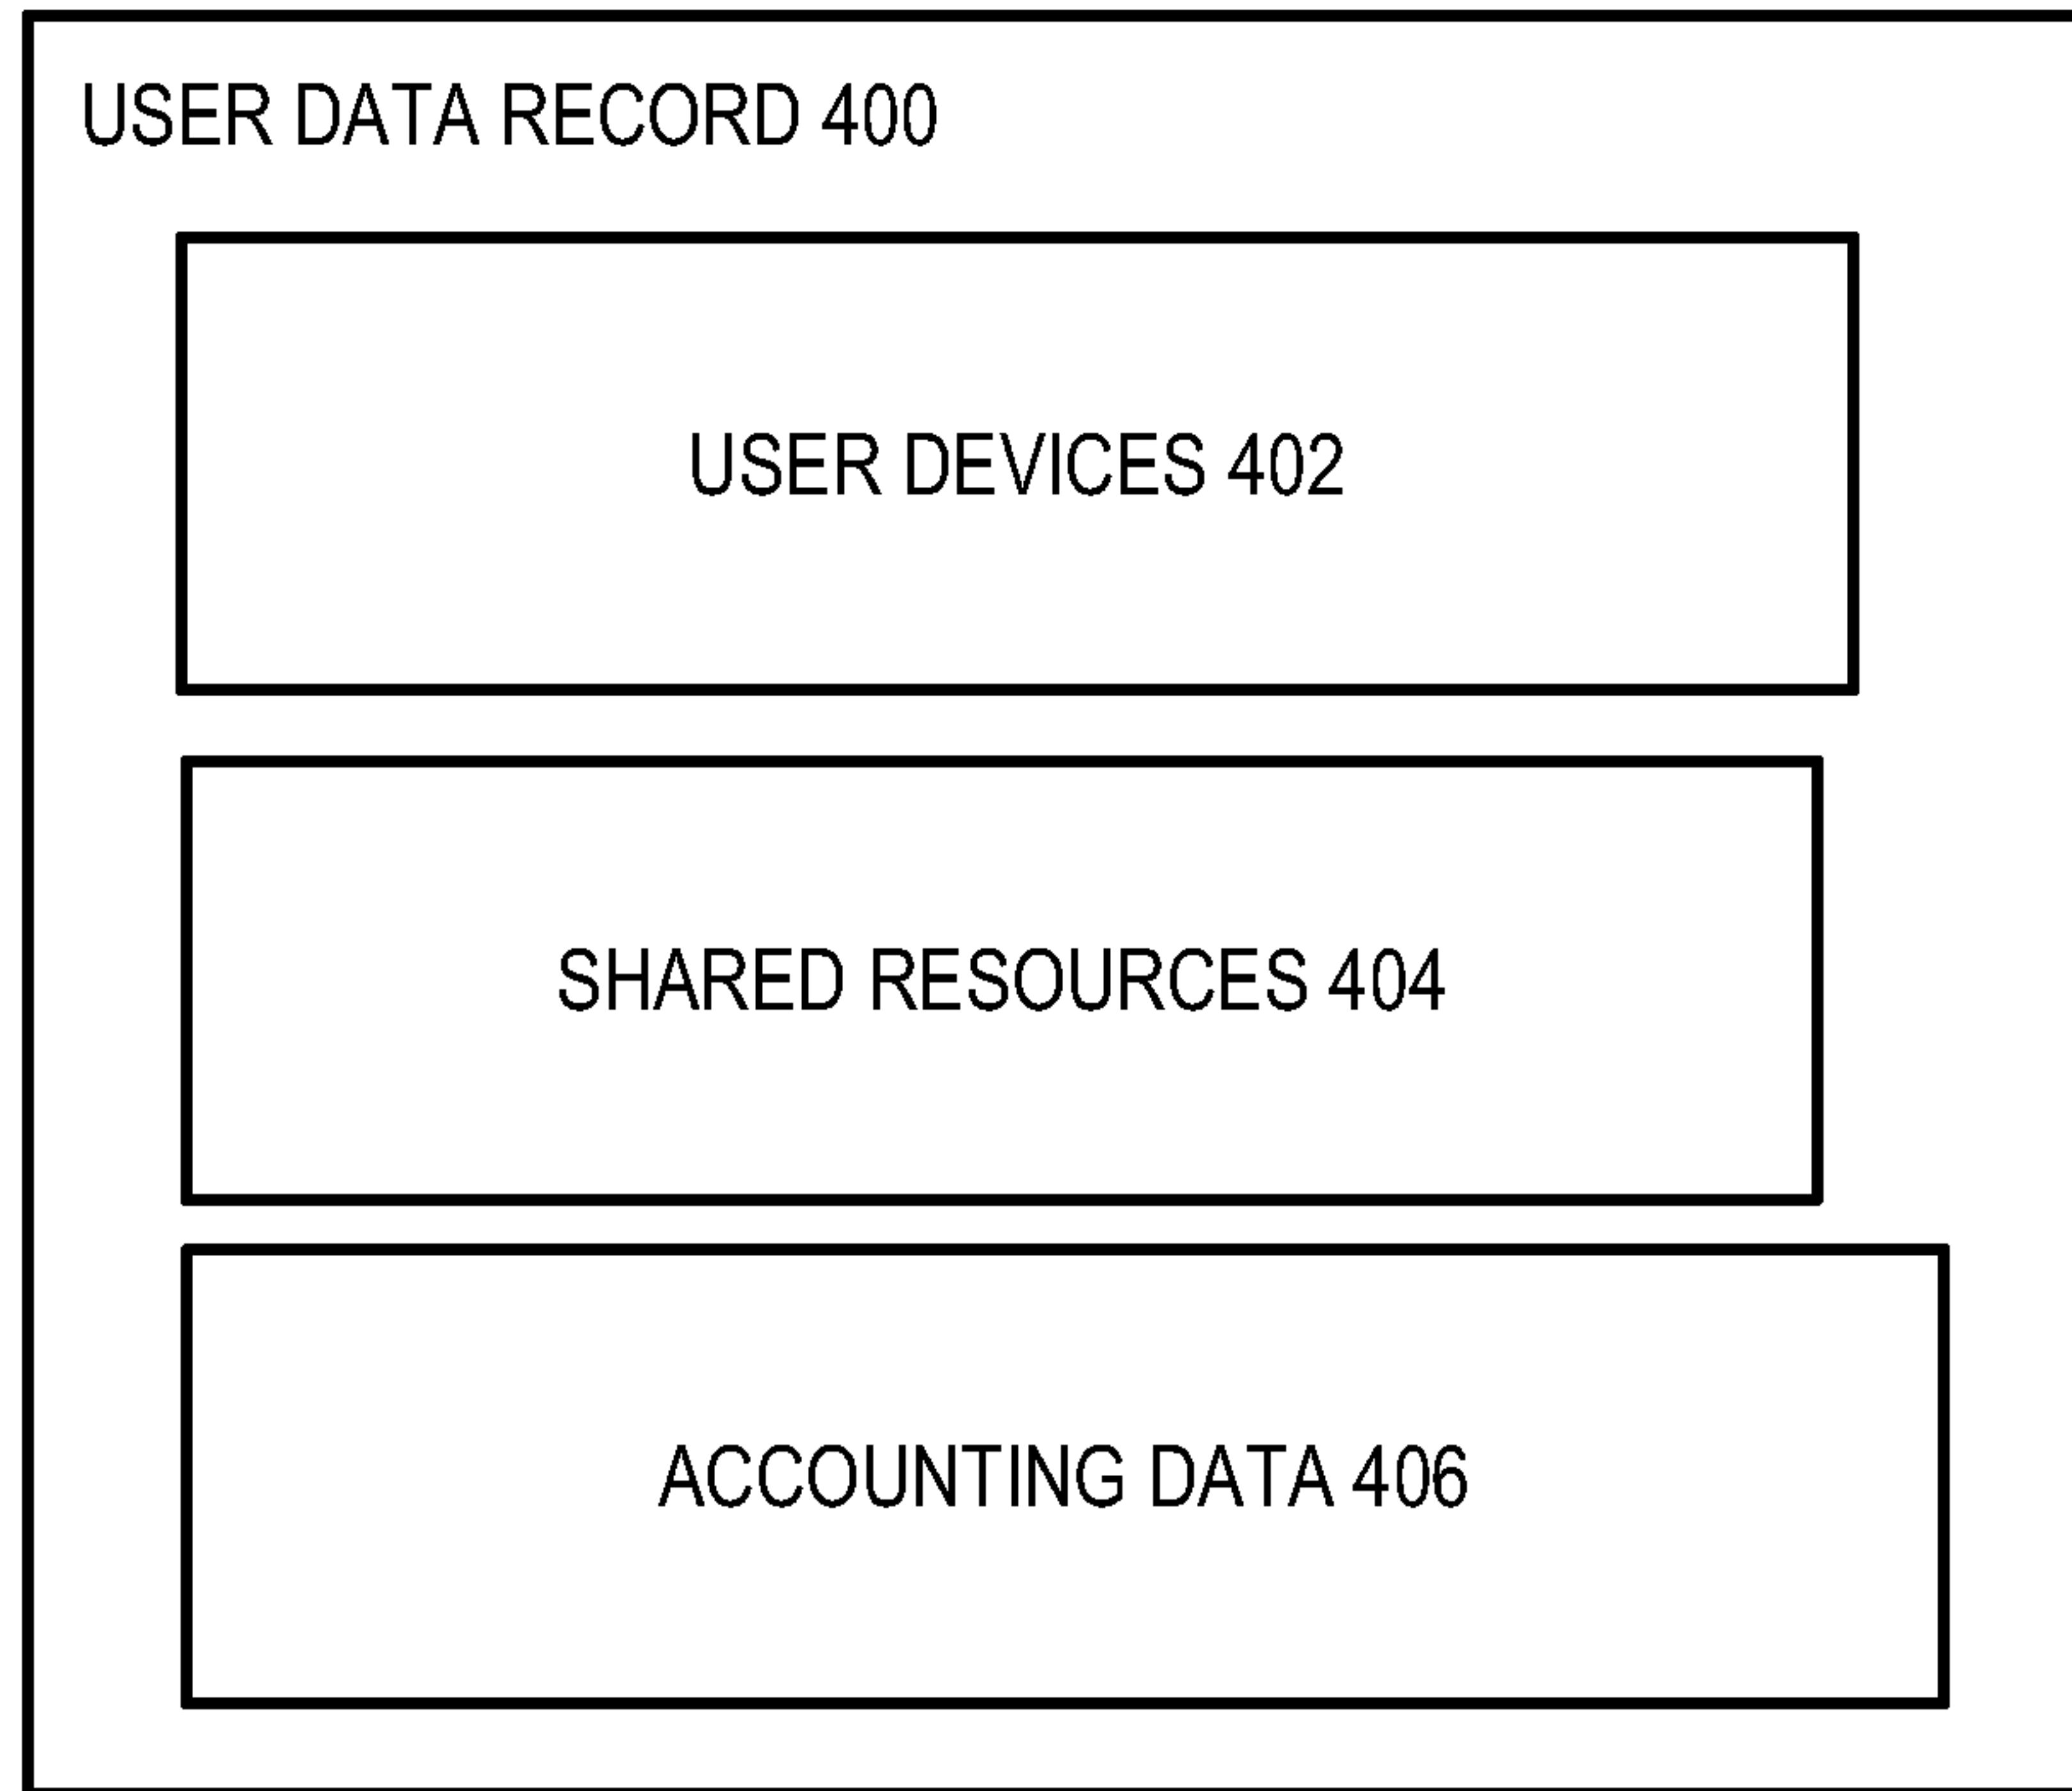 USER DATA RECORD 400
USER DEVICES 402
SHARED RESOURCES 404
ACCOUNTING DATA 406